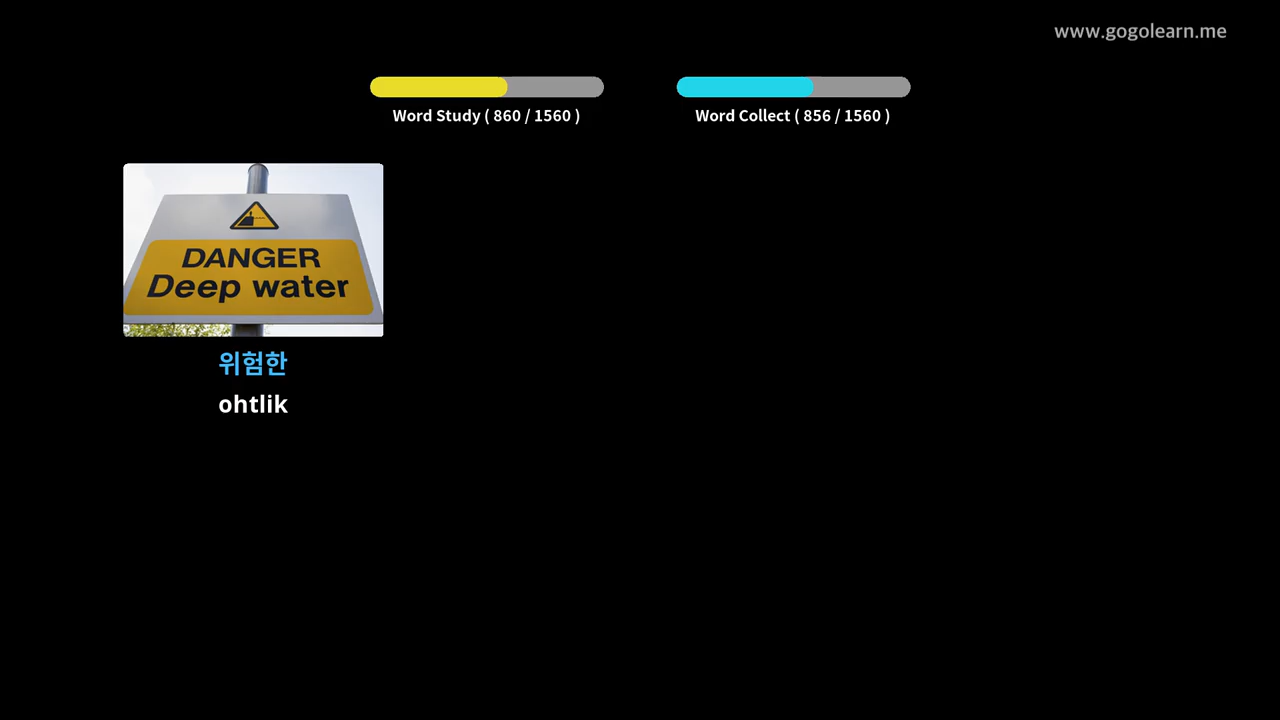 www.gogolearn.me
Word Study ( 860 / 1560 )
Word Collect ( 856 / 1560 )
DANGER
Deep water
위험한
ohtlik